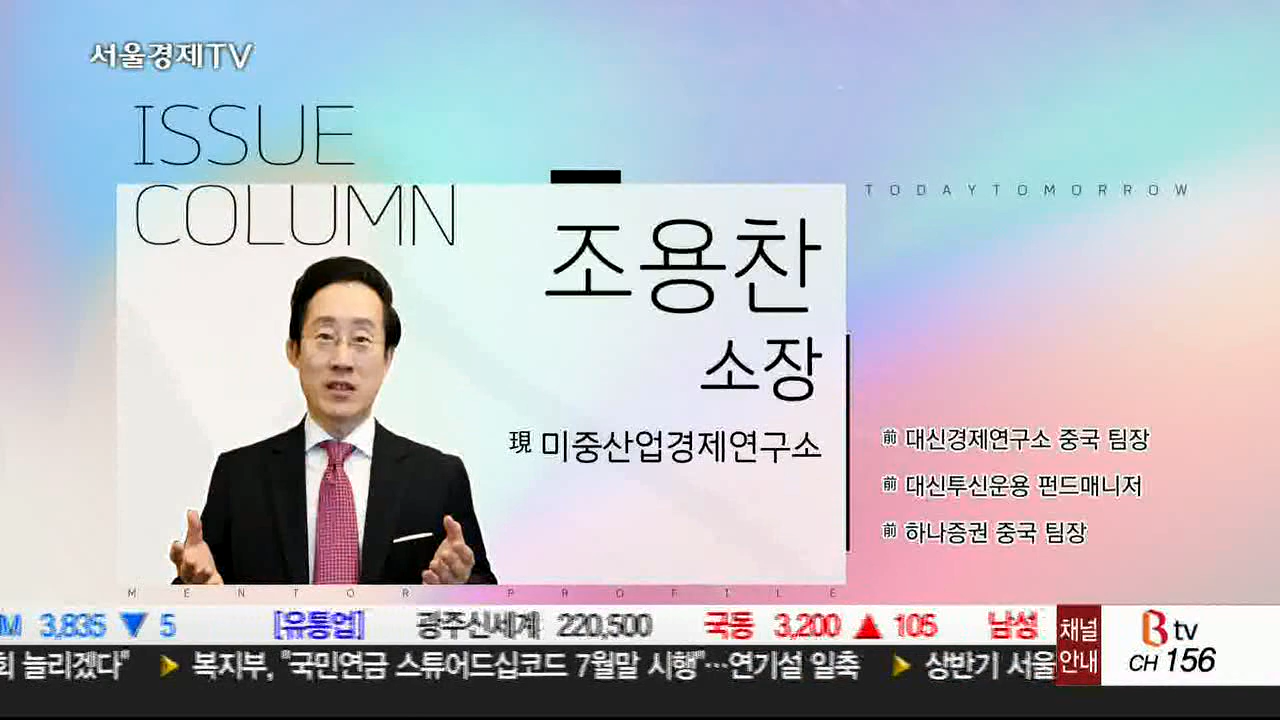 서울경제TV
ISSUE
COLUMN
TODAYTOMORROW
조용찬
소장
現 미중산업경제연구소
前 대신경제연구소 중국 팀장
前 대신투신운용 펀드매니저
前 하나증권 중국 팀장
MENTOR PROFILE
M 3,835 ▼ 5 [유통업] 광주신세계 220,500 국동 3,200 ▲ 105 남성
회 늘리겠다" ▶ 복지부, "국민연금 스튜어드십코드 7월말 시행"…연기설 일축 ▶ 상반기 서울
채널
안내
B tv
CH 156